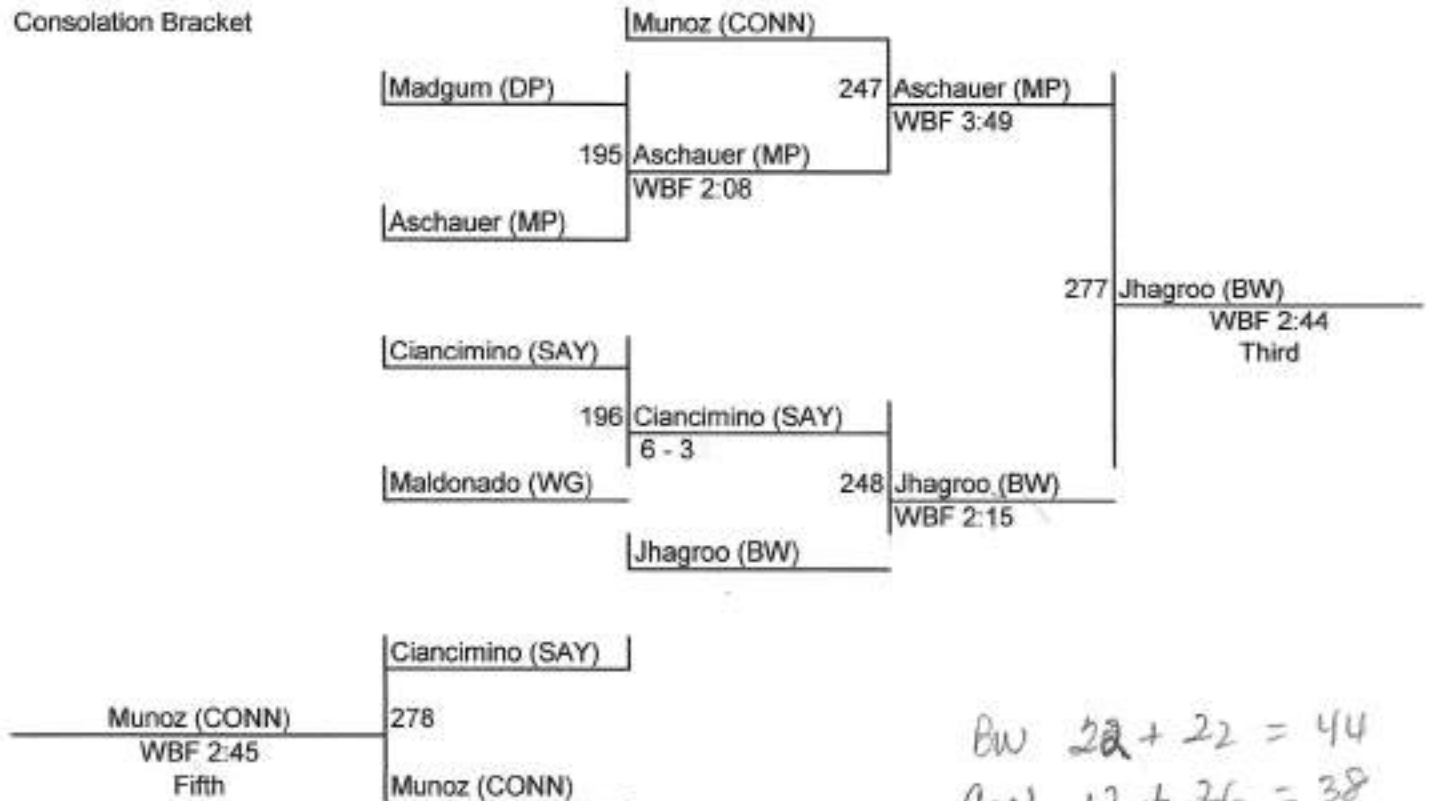 Consolation Bracket
Munoz (CONN)
Madgum (DP)
247 Aschauer (MP)
WBF 3:49
195 Aschauer (MP)
WBF 2:08
Aschauer (MP)
277 Jhagroo (BW)
WBF 2:44
Third
Ciancimino (SAY)
196 Ciancimino (SAY)
6 - 3
Maldonado (WG)
248 Jhagroo (BW)
WBF 2:15
Jhagroo (BW)
Ciancimino (SAY)
Munoz (CONN)
278
WBF 2:45
Fifth
Munoz (CONN)
BW 22 + 22 = 44
12 + 26 = 38